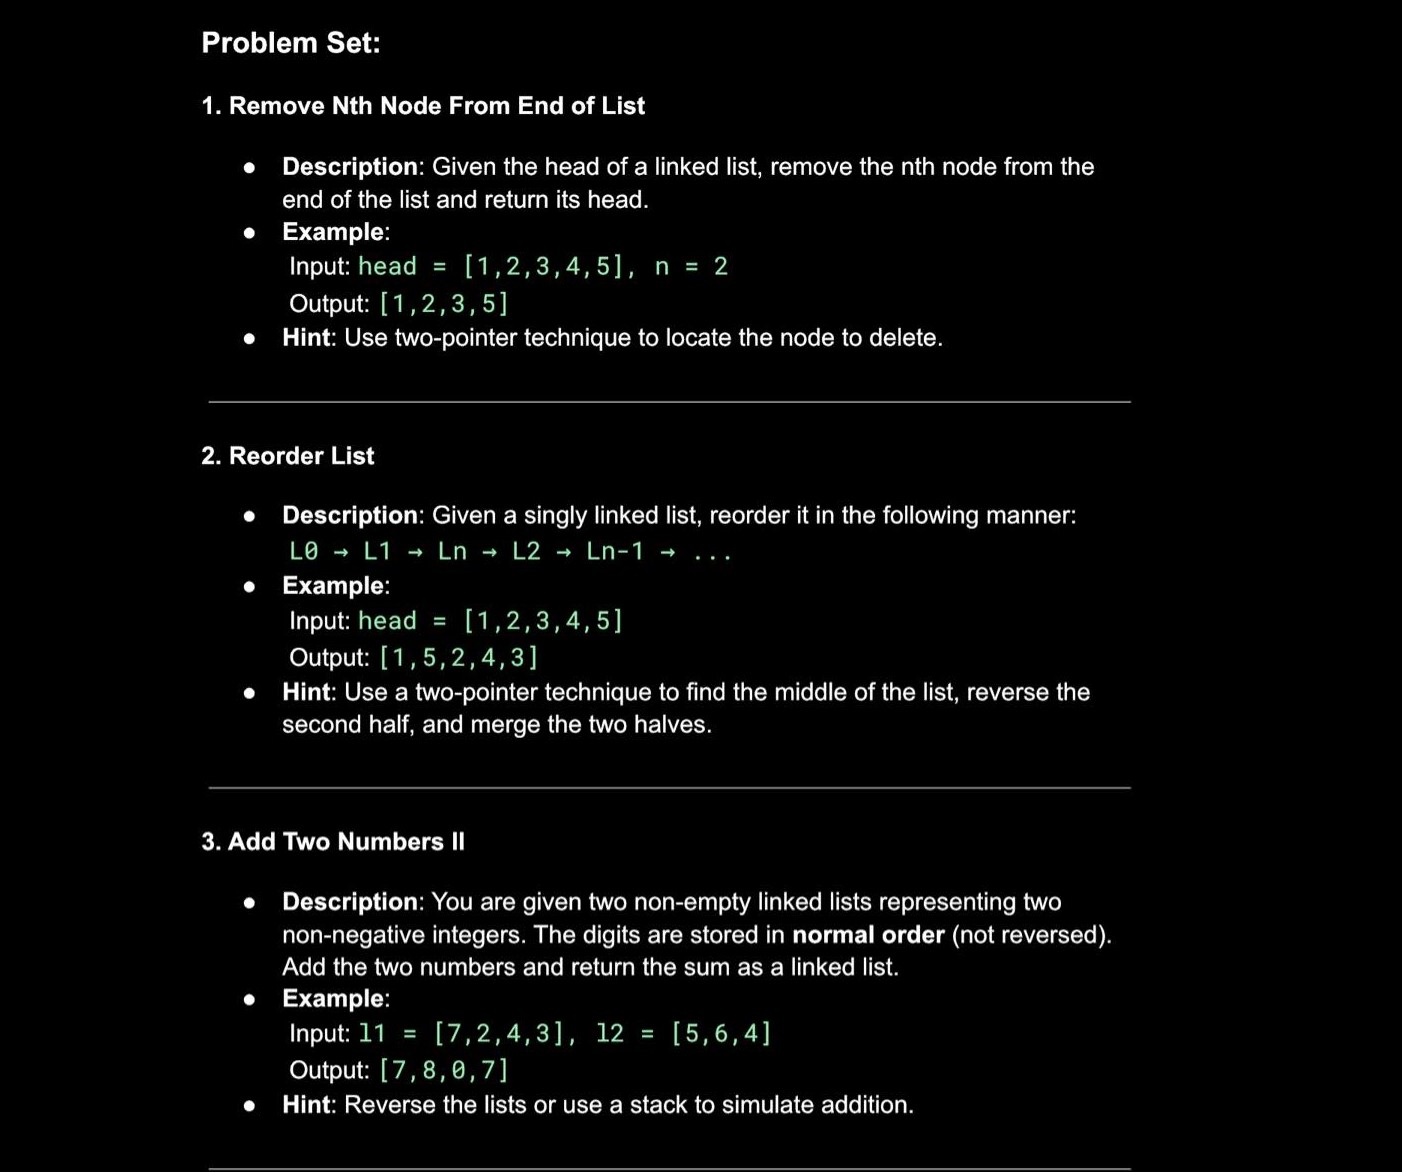 Problem Set:
1. Remove Nth Node From End of List
● Description: Given the head of a linked list, remove the nth node from the
end of the list and return its head.
● Example:
Input: head = [1,2,3,4,5], n = 2
Output: [1,2,3,5]
● Hint: Use two-pointer technique to locate the node to delete.
2. Reorder List
● Description: Given a singly linked list, reorder it in the following manner:
L0 → L1 → Ln → L2 → Ln-1 → ...
● Example:
Input: head = [1,2,3,4,5]
Output: [1,5,2,4,3]
● Hint: Use a two-pointer technique to find the middle of the list, reverse the
second half, and merge the two halves.
3. Add Two Numbers II
● Description: You are given two non-empty linked lists representing two
non-negative integers. The digits are stored in normal order (not reversed).
Add the two numbers and return the sum as a linked list.
● Example:
Input: l1 = [7,2,4,3], l2 = [5,6,4]
Output: [7,8,0,7]
● Hint: Reverse the lists or use a stack to simulate addition.